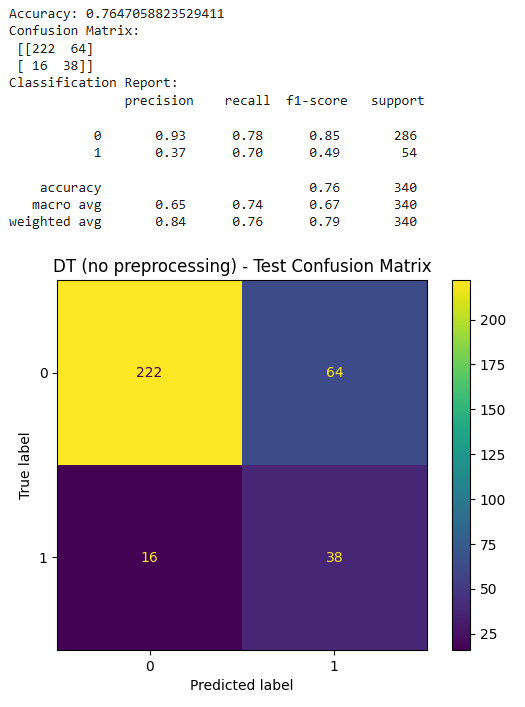 Accuracy: 0.7647058823529411
Confusion Matrix:
[[222  64]
[ 16  38]]
Classification Report:
precision    recall  f1-score   support
0       0.93      0.78      0.85       286
1       0.37      0.70      0.49        54
accuracy                           0.76       340
macro avg       0.65      0.74      0.67       340
weighted avg       0.84      0.76      0.79       340
DT (no preprocessing) - Test Confusion Matrix
True label
0
1
222
64
16
38
0
1
Predicted label
200
175
150
125
100
75
50
25